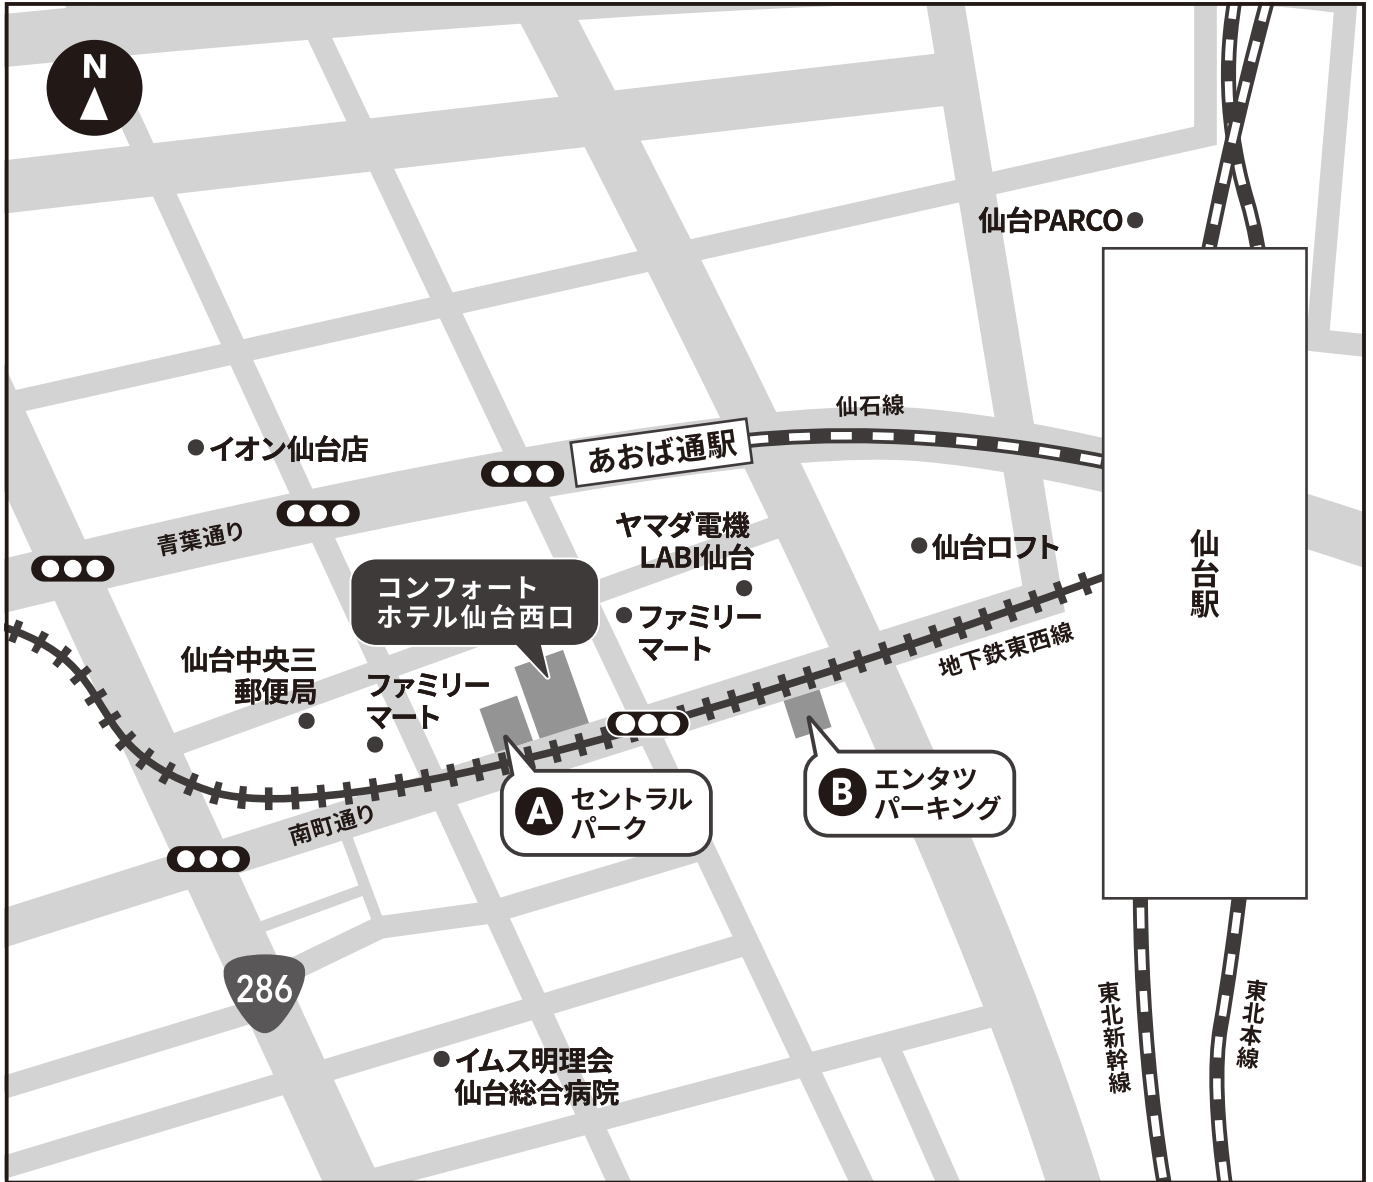 N
仙台PARCO
仙石線
あおば通駅
イオン仙台店
青葉通り
ヤマダ電機
LABI仙台
仙台ロフト
仙台駅
コンフォート
ホテル仙台西口
ファミリー
マート
地下鉄東西線
仙台中央三
郵便局
ファミリー
マート
A
セントラル
パーク
B
エンタツ
パーキング
南町通り
286
東北新幹線
東北本線
イムス明理会
仙台総合病院